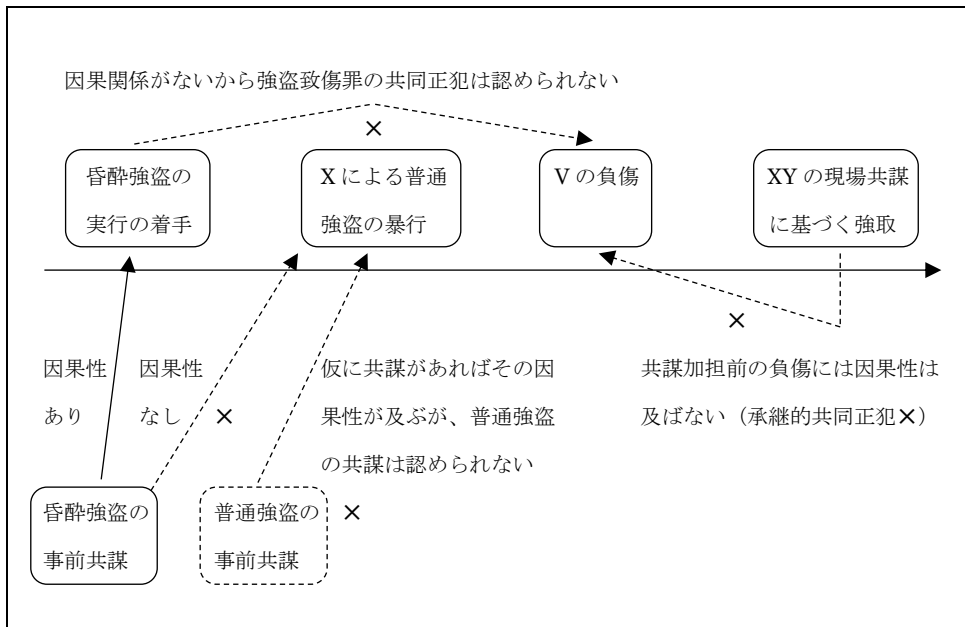 因果関係がないから強盗致傷罪の共同正犯は認められない
×
昏酔強盗の
実行の着手
Xによる普通
強盗の暴行
Vの負傷
XYの現場共謀
に基づく強取
因果性
あり
因果性
なし ×
仮に共謀があればその因
果性が及ぶが、普通強盗
の共謀は認められない
×
共謀加担前の負傷には因果性は
及ばない（承継的共同正犯×）
昏酔強盗の
事前共謀
普通強盗の ×
事前共謀